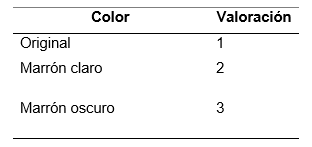 Color Valoración
Original 1
Marrón claro 2
Marrón oscuro 3